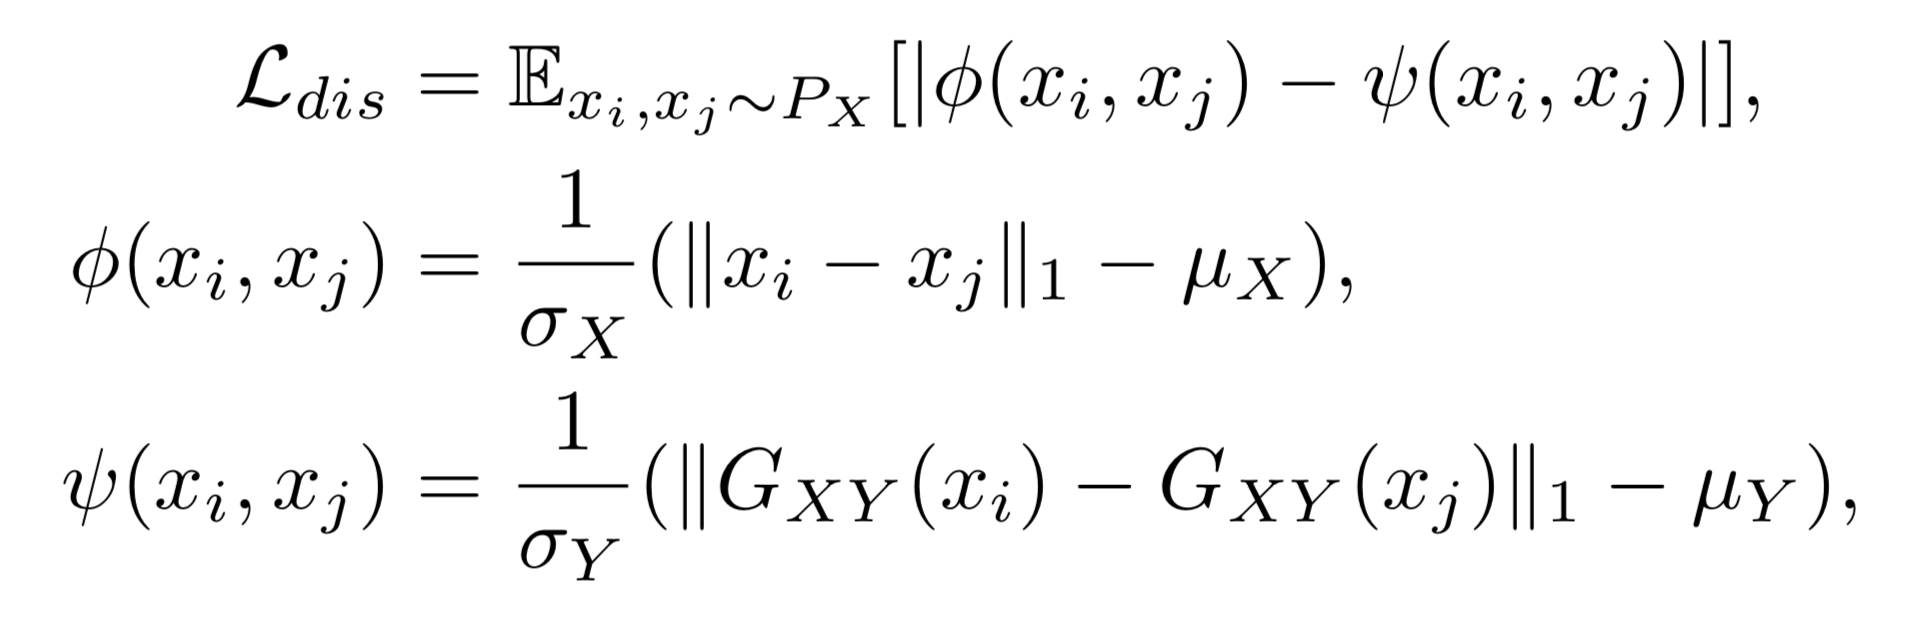 $\mathcal{L}_{dis} = \mathbb{E}_{x_i,x_j \sim P_X}[|\phi(x_i, x_j) - \psi(x_i, x_j)|],$
$\phi(x_i, x_j) = \frac{1}{\sigma_X}(\|x_i - x_j\|_1 - \mu_X),$
$\psi(x_i, x_j) = \frac{1}{\sigma_Y}(\|G_{XY}(x_i) - G_{XY}(x_j)\|_1 - \mu_Y),$